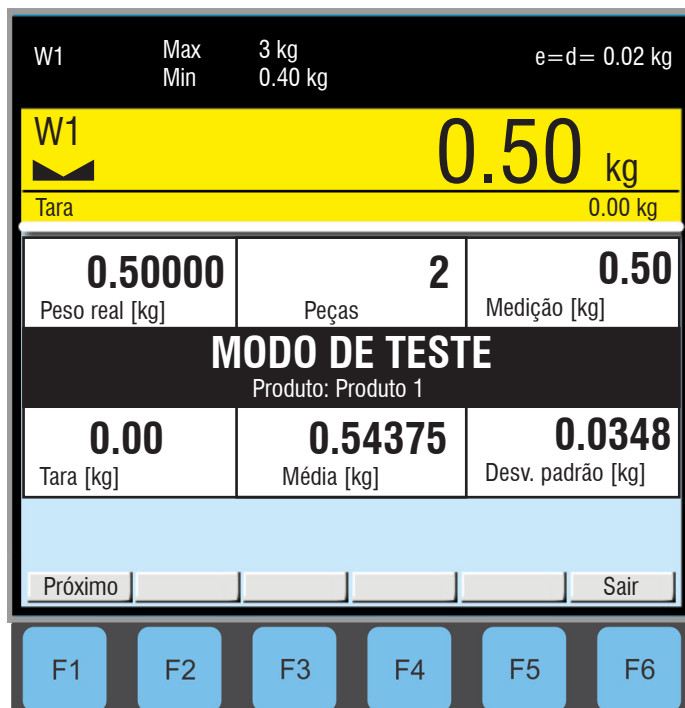 W1 Max 3 kg e=d= 0.02 kg
Min 0.40 kg
W1 0.50 kg
Tara 0.00 kg
0.50000 2 0.50
Peso real [kg] Peças Medição [kg]
MODO DE TESTE
Produto: Produto 1
0.00 0.54375 0.0348
Tara [kg] Média [kg] Desv. padrão [kg]
Próximo Sair
F1 F2 F3 F4 F5 F6